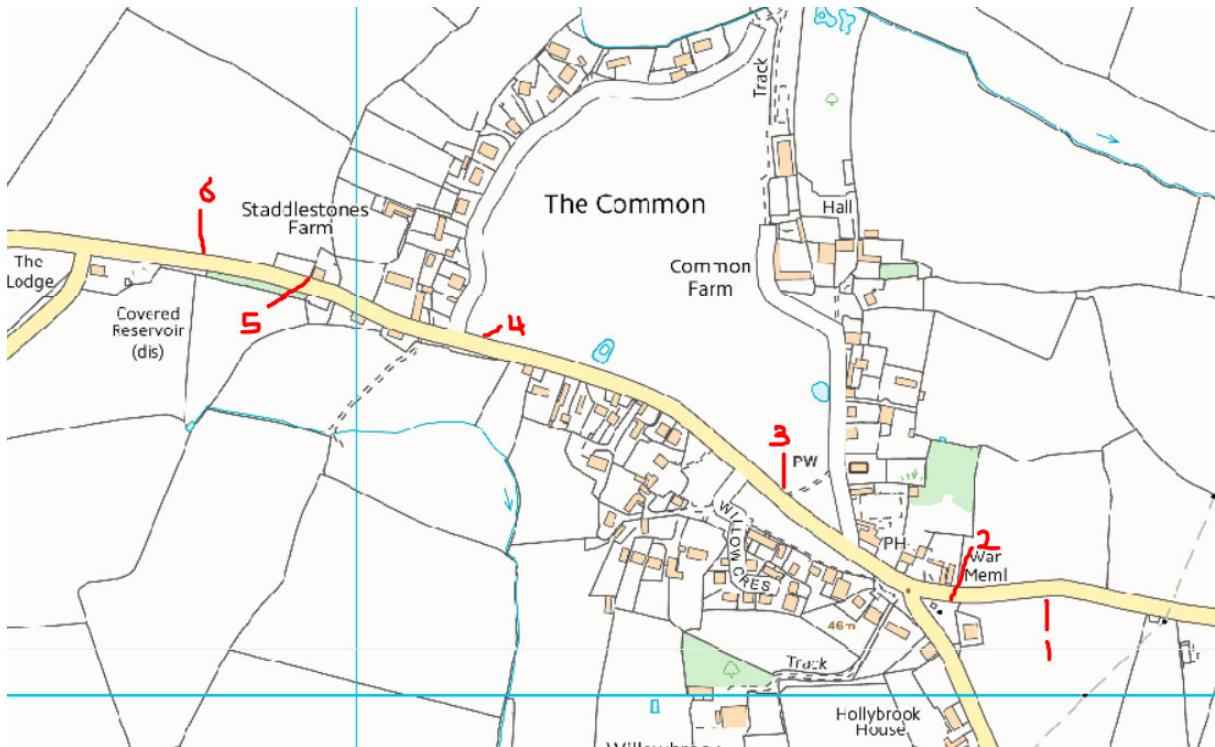 Track
The Common
Hall
6
Staddlestones
Farm
Common
Farm
The
Lodge
Covered
Reservoir
(dis)
5
4
3
PW
WILLOW CRES
PH
2
War
Meml
46m
1
Track
Hollybrook
House